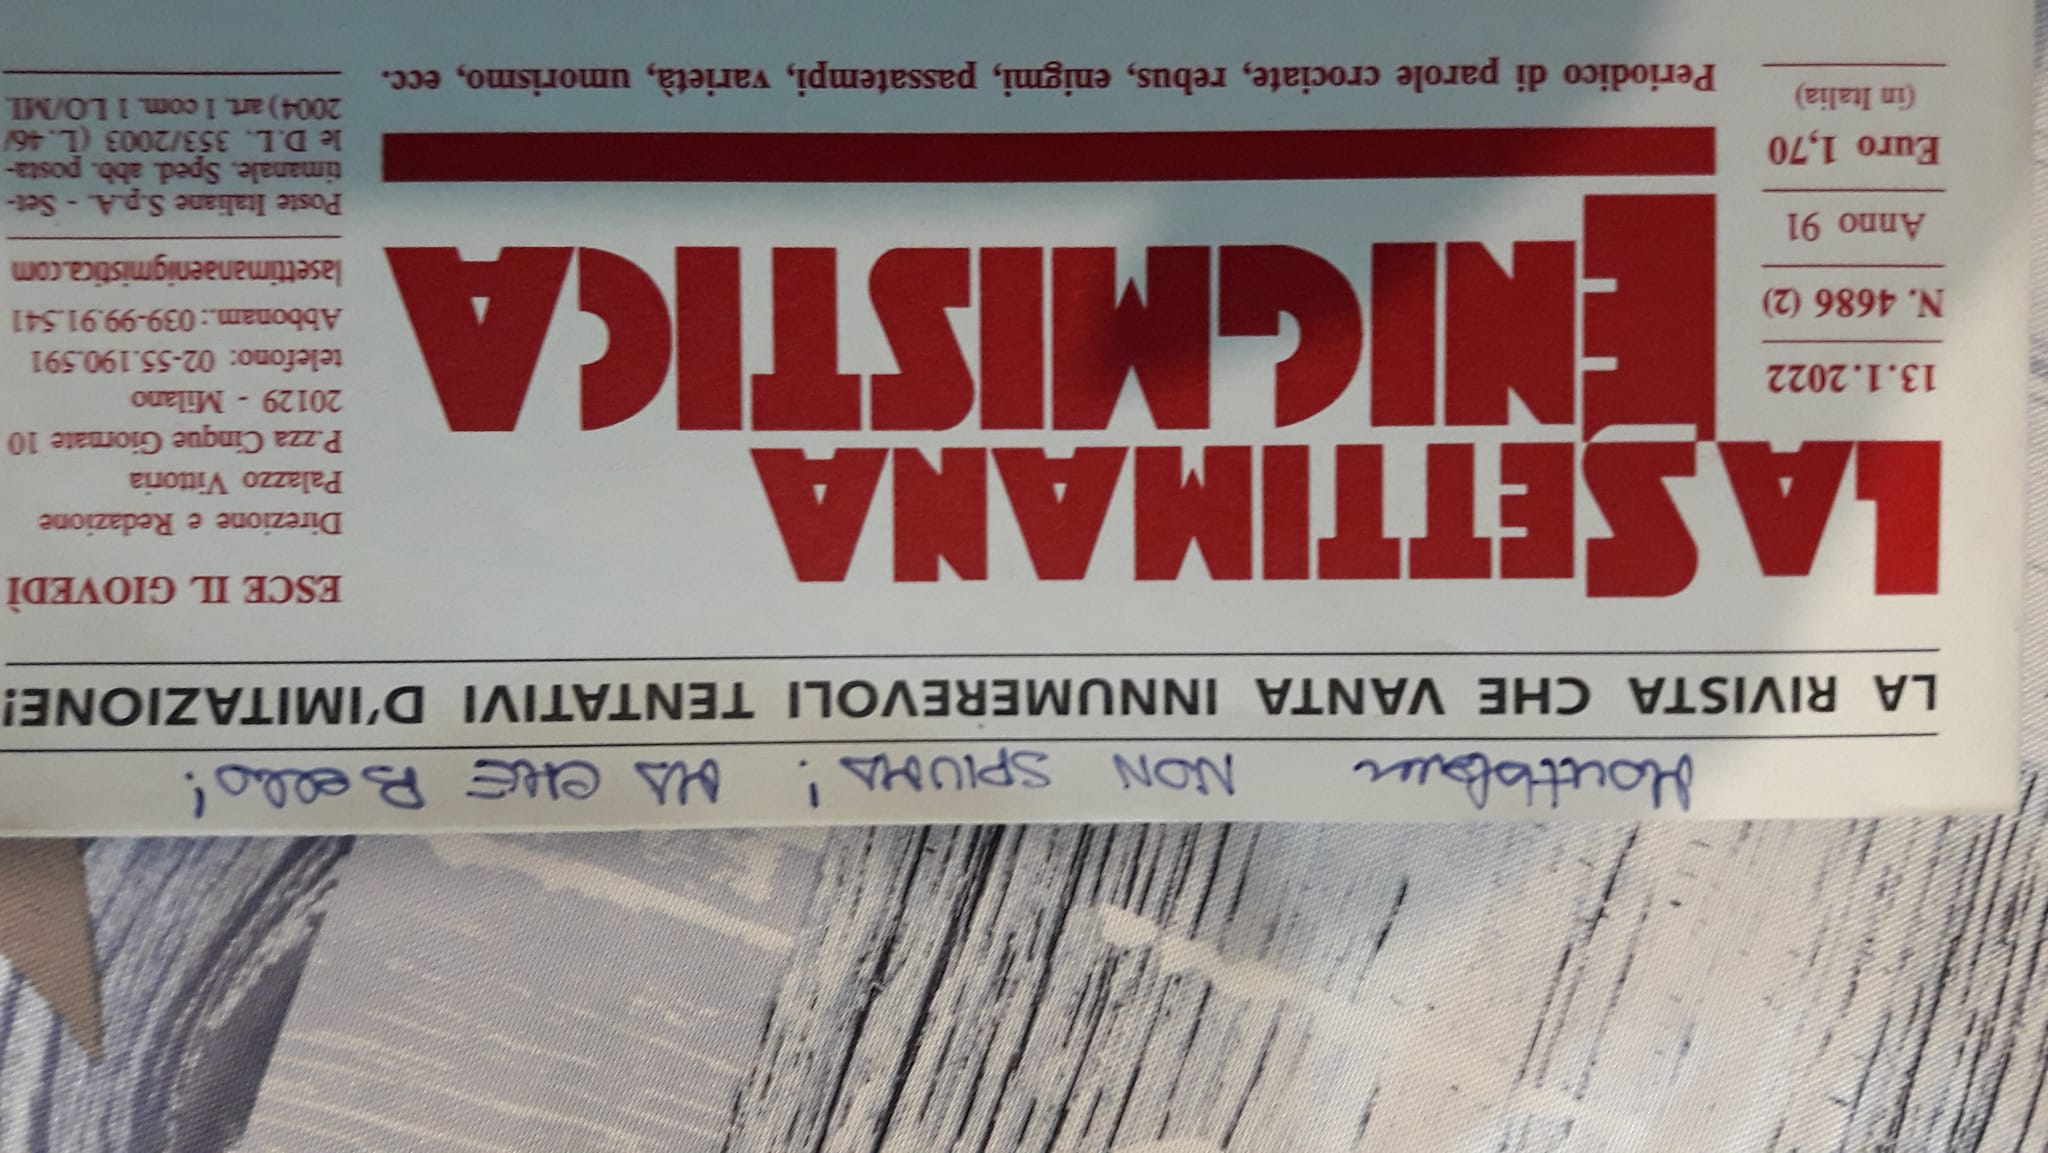 NON SPIUMA! MA CHE Bello!
LA RIVISTA CHE VANTA INNUMEREVOLI TENTATIVI D'IMITAZIONE!
LA SETTIMANA
ENIGMISTICA
Periodico di parole crociate, rebus, enigmi, passatempi, varietà, umorismo, ecc.
13.1.2022
N. 4686 (2)
Anno 91
Euro 1,70
(in Italia)
ESCE IL GIOVEDÌ
Direzione e Redazione
Palazzo Vittoria
P.zza Cinque Giornate 10
20129 - Milano
telefono: 02-55.190.591
Abbonam.: 039-99.91.541
lasettimanaenigmistica.com
Poste Italiane S.p.A. - Set-
timanale. Sped. abb. posta-
le D.L. 353/2003 (L. 46/
2004) art. 1 com. 1 LO/MI.